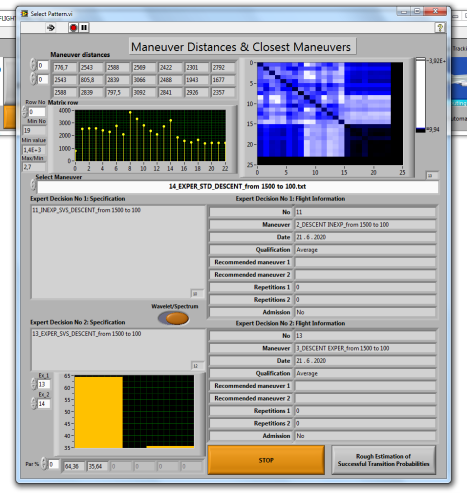 Select Pattern.vi
FLIGHT
Maneuver Distances & Closest Maneuvers
Maneuver distances
0
776,7 2543 2588 2569 2422 2301 2792
0
2543 805,8 2839 3066 2488 1943 1677
2588 2839 797,5 3092 2841 2926 2357
Row No Matrix row
0
Min No
19
Min value
1,4E+3
Max/Min
2,7
4000
3000
2000
1000
0
0 2 4 6 8 10 12 14 16 18 20 22
0
5
10
15
20
25
0 5 10 15 20 25
3,92E+
9,94
Track
Select Maneuver
14_EXPER_STD_DESCENT_from 1500 to 100.txt
Expert Decision No 1: Specification
11_INEXP_SVS_DESCENT_from 1500 to 100
Expert Decision No 1: Flight Information
No 11
Maneuver 2_DESCENT INEXP_from 1500 to 100
Date 21 . 6 . 2020
Qualification Average
Recommended maneuver 1
Recommended maneuver 2
Repetitions 1 0
Repetitions 2 0
Admission No
Wavelet/Spectrum
Expert Decision No 2: Specification
13_EXPER_SVS_DESCENT_from 1500 to 100
Expert Decision No 2: Flight Information
No 13
Maneuver 3_DESCENT EXPER_from 1500 to 100
Date 21 . 6 . 2020
Qualification Average
Recommended maneuver 1
Recommended maneuver 2
Repetitions 1 0
Repetitions 2 0
Admission No
Ex_1
13
Ex_2
14
65
60
55
50
45
40
35
Par % 0 64,36 35,64 0 0 0 0
STOP
Rough Estimation of
Successful Transition Probabilities